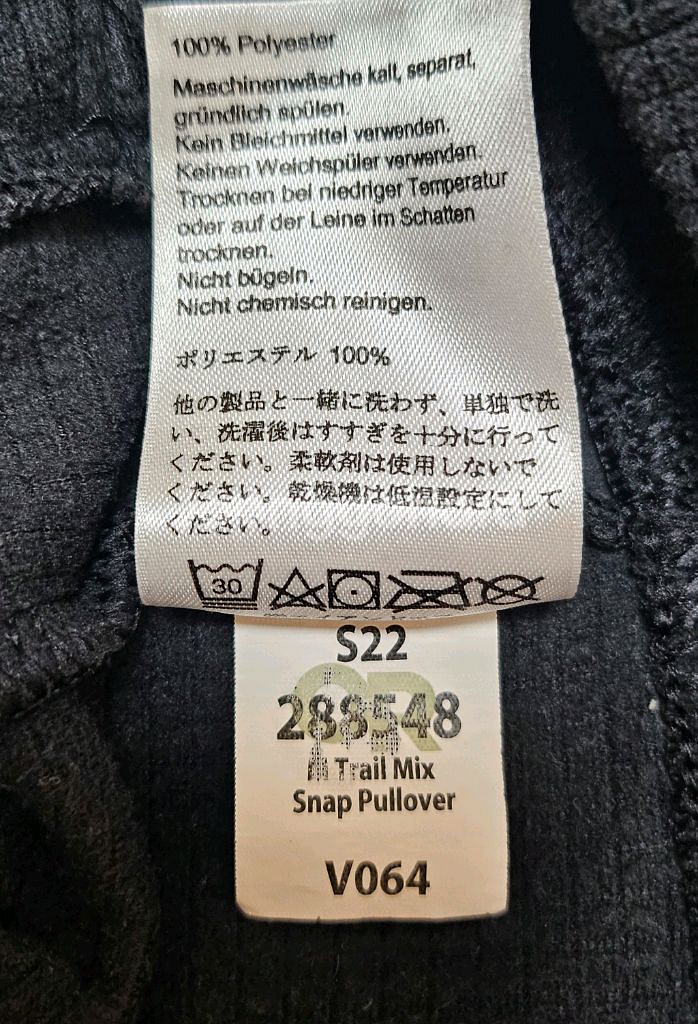 100% Polyester
Maschinenwäsche kalt, separat,
gründlich spülen.
Kein Bleichmittel verwenden.
Keinen Weichspüler verwenden.
Trocknen bei niedriger Temperatur
oder auf der Leine im Schatten
trocknen.
Nicht bügeln.
Nicht chemisch reinigen.
ポリエステル 100%
他の製品と一緒に洗わず、単独で洗
い、洗濯後はすすぎを十分に行って
ください。柔軟剤は使用しないで
ください。乾燥機は低温設定にして
ください。
30
S22
OR
288548
M Trail Mix
Snap Pullover
V064